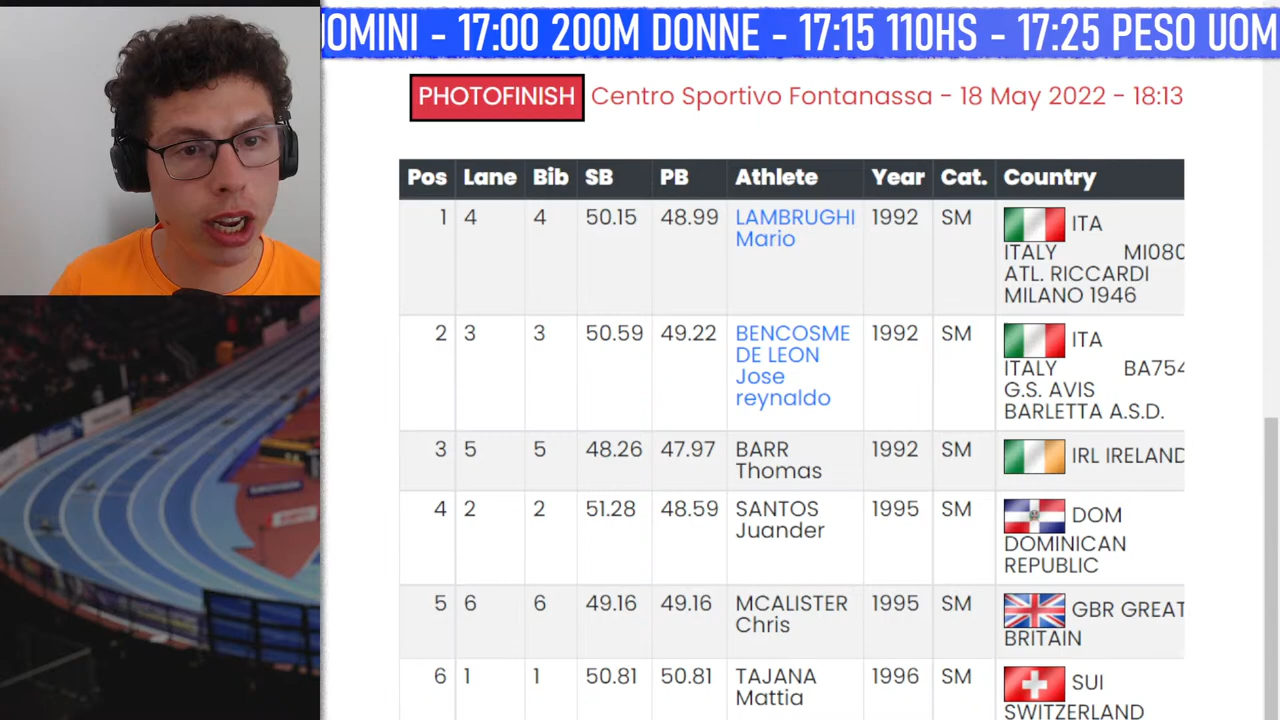 OMINI - 17:00 200M DONNE - 17:15 110HS - 17:25 PESO UOM
PHOTOFINISH Centro Sportivo Fontanassa - 18 May 2022 - 18:13
Pos Lane Bib SB PB Athlete Year Cat. Country
1 4 4 50.15 48.99 LAMBRUGHI Mario 1992 SM ITA
ITALY MI080
ATL. RICCARDI
MILANO 1946
2 3 3 50.59 49.22 BENCOSME DE LEON Jose reynaldo 1992 SM ITA
ITALY BA754
G.S. AVIS
BARLETTA A.S.D.
3 5 5 48.26 47.97 BARR Thomas 1992 SM IRL IRELAND
4 2 2 51.28 48.59 SANTOS Juander 1995 SM DOM
DOMINICAN
REPUBLIC
5 6 6 49.16 49.16 MCALISTER Chris 1995 SM GBR GREAT
BRITAIN
6 1 1 50.81 50.81 TAJANA Mattia 1996 SM SUI
SWITZERLAND